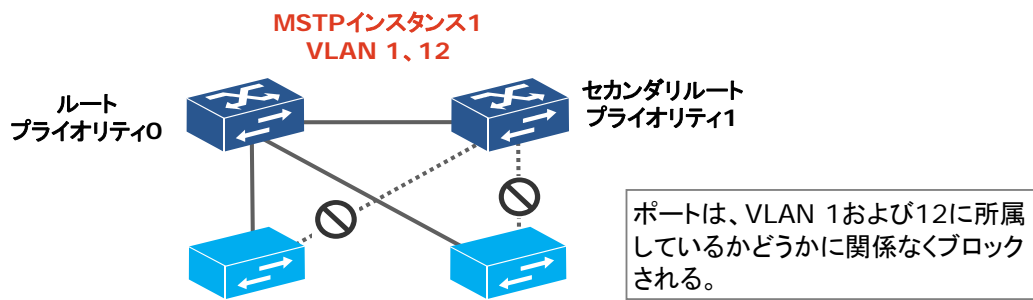 MSTPインスタンス1
VLAN 1、12
ルート
プライオリティ0
セカンダリルート
プライオリティ1
ポートは、VLAN 1および12に所属
しているかどうかに関係なくブロック
される。